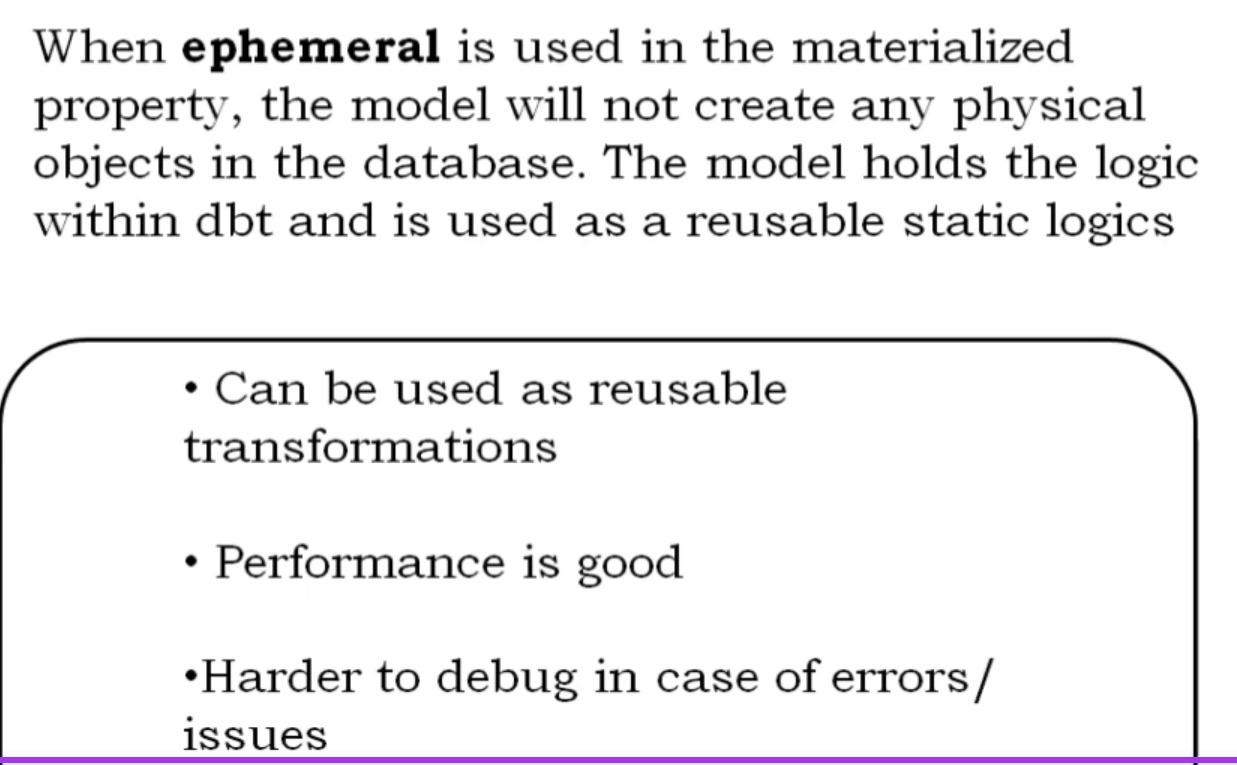 When ephemeral is used in the materialized
property, the model will not create any physical
objects in the database. The model holds the logic
within dbt and is used as a reusable static logics
• Can be used as reusable
transformations
• Performance is good
•Harder to debug in case of errors/
issues